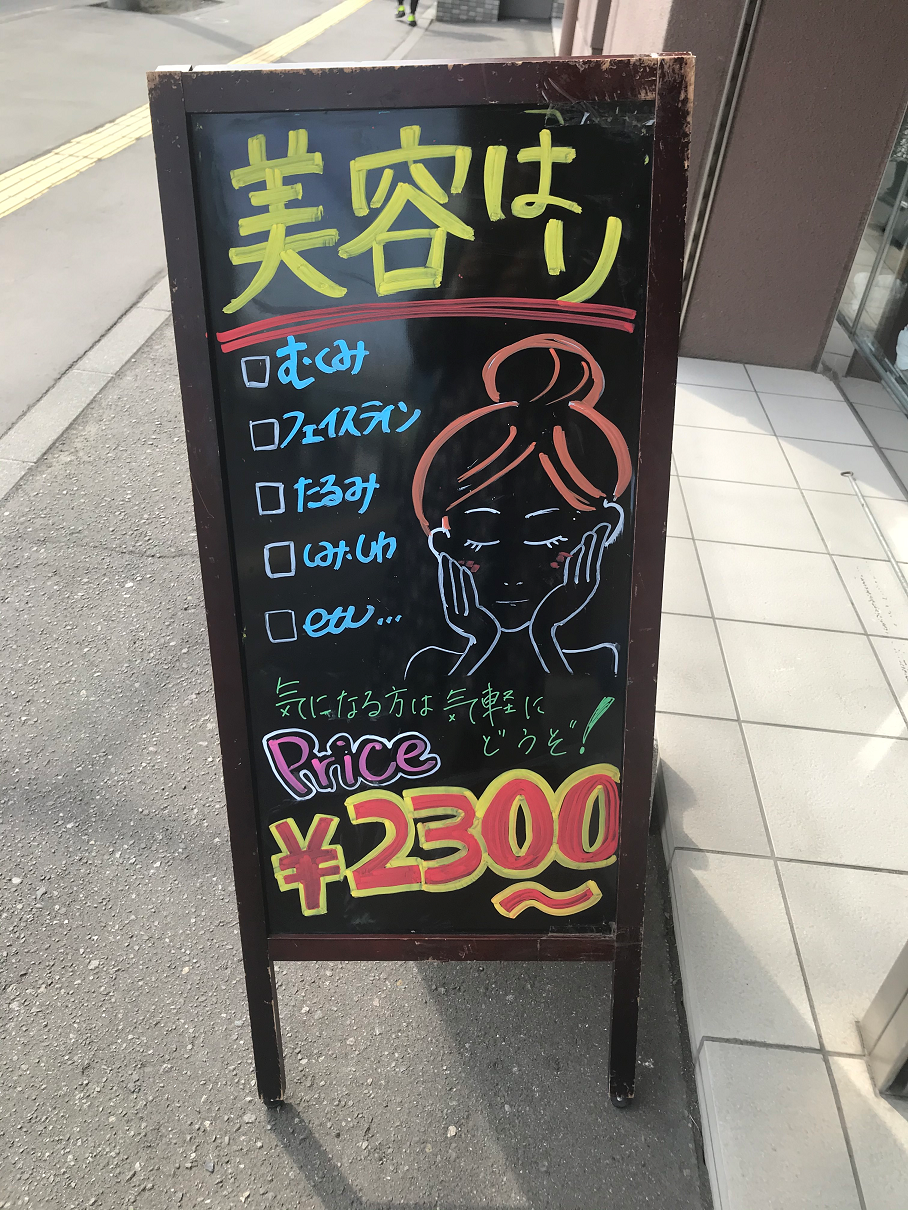 美容はり
□むくみ
□フェイスライン
□たるみ
□しみ・しわ
□etc...
気になる方は気軽に
どうぞ！
Price
¥2300
〜